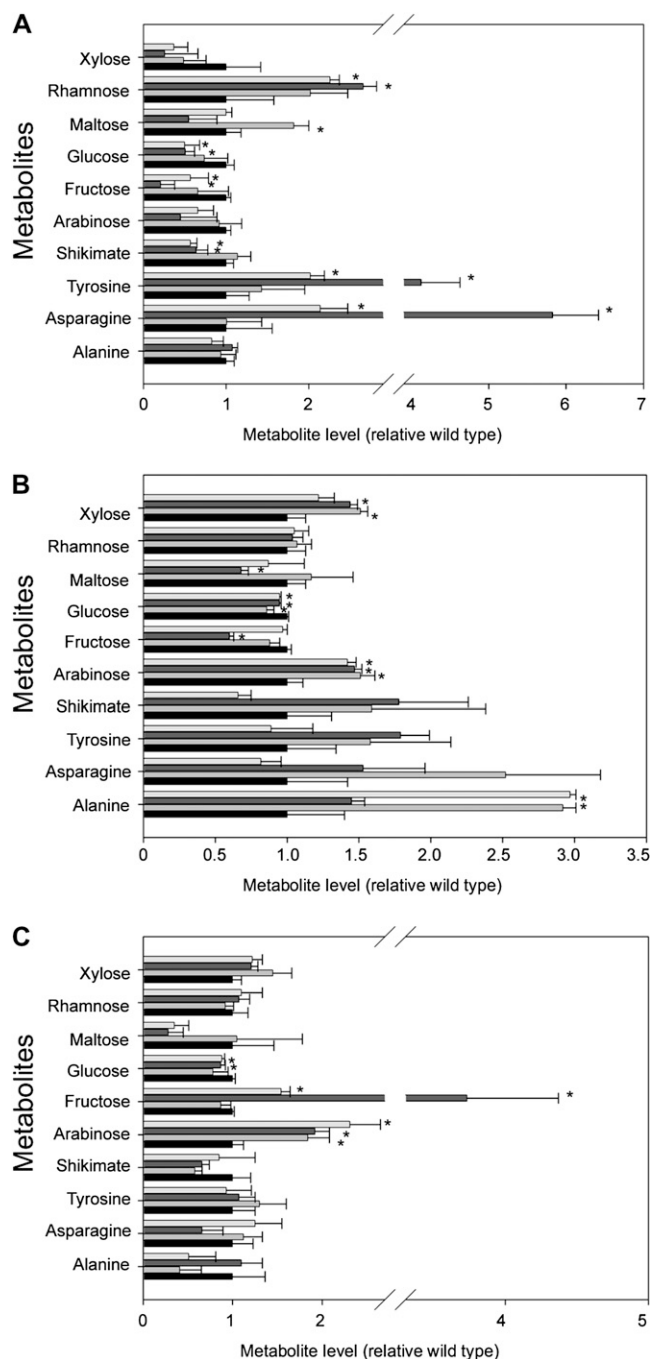 A
Metabolites
Xylose
Rhamnose
Maltose
Glucose
Fructose
Arabinose
Shikimate
Tyrosine
Asparagine
Alanine
* * * * * * * * * * * * *
0 1 2 4 5 6 7
Metabolite level (relative wild type)
B
Metabolites
Xylose
Rhamnose
Maltose
Glucose
Fructose
Arabinose
Shikimate
Tyrosine
Asparagine
Alanine
* * * * * * * * * * * *
0 0.5 1.0 1.5 2.0 2.5 3.0 3.5
Metabolite level (relative wild type)
C
Metabolites
Xylose
Rhamnose
Maltose
Glucose
Fructose
Arabinose
Shikimate
Tyrosine
Asparagine
Alanine
* * * * * * *
0 1 2 4 5
Metabolite level (relative wild type)